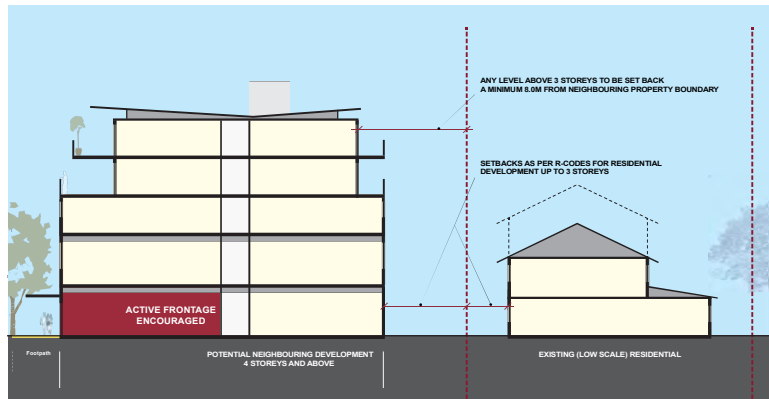 ANY LEVEL ABOVE 3 STOREYS TO BE SET BACK
A MINIMUM 8.0M FROM NEIGHBOURING PROPERTY BOUNDARY
SETBACKS AS PER R-CODES FOR RESIDENTIAL
DEVELOPMENT UP TO 3 STOREYS
ACTIVE FRONTAGE
ENCOURAGED
Footpath
POTENTIAL NEIGHBOURING DEVELOPMENT
4 STOREYS AND ABOVE
EXISTING (LOW SCALE) RESIDENTIAL